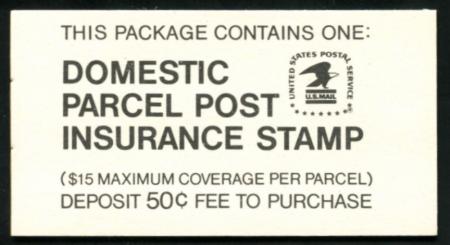 THIS PACKAGE CONTAINS ONE:
DOMESTIC
PARCEL POST
INSURANCE STAMP
UNITED STATES POSTAL SERVICE
U.S.MAIL
($15 MAXIMUM COVERAGE PER PARCEL)
DEPOSIT 50¢ FEE TO PURCHASE